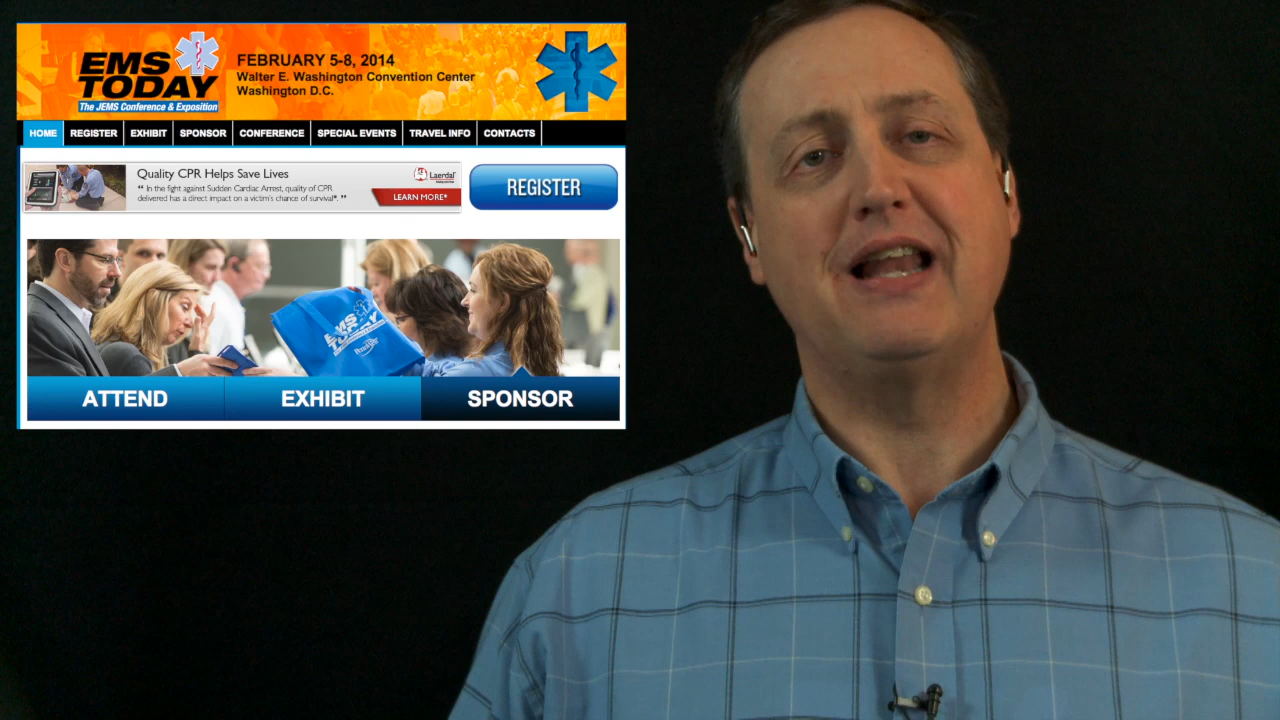 EMS
TODAY
The JEMS Conference & Exposition
FEBRUARY 5-8, 2014
Walter E. Washington Convention Center
Washington D.C.
HOME REGISTER EXHIBIT SPONSOR CONFERENCE SPECIAL EVENTS TRAVEL INFO CONTACTS
Quality CPR Helps Save Lives
“ In the fight against Sudden Cardiac Arrest, quality of CPR
delivered has a direct impact on a victim's chance of survival*. ”
Laerdal
LEARN MORE*
REGISTER
EMS
TODAY
ATTEND EXHIBIT SPONSOR